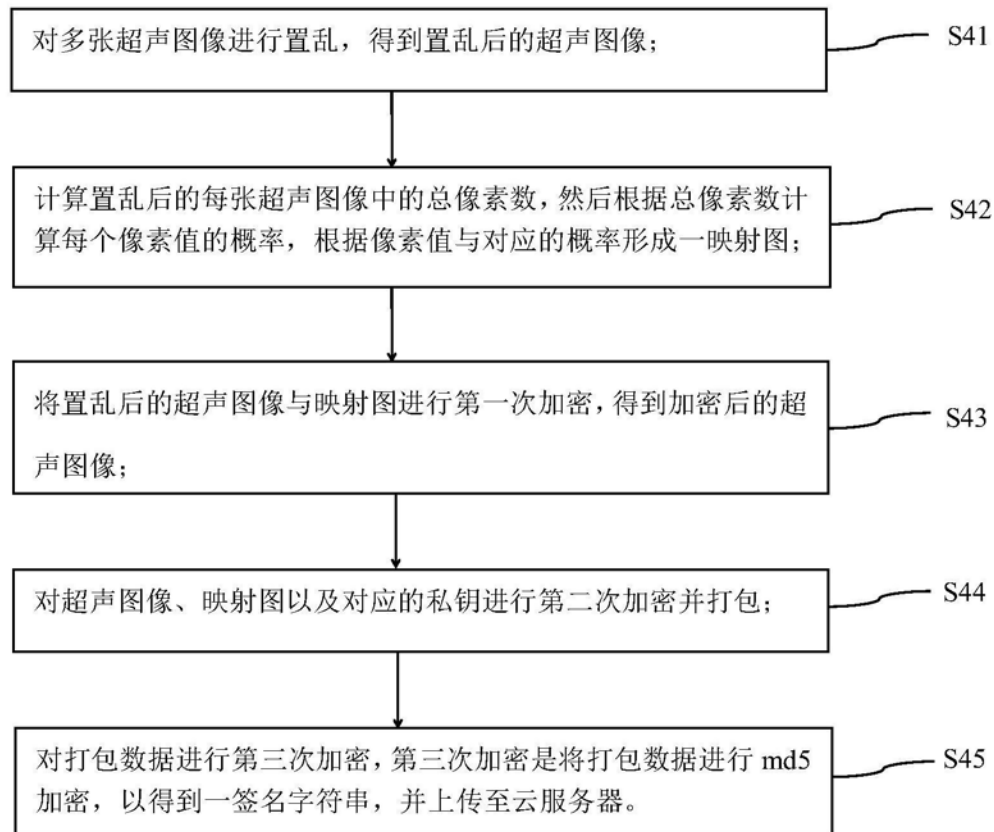 对多张超声图像进行置乱，得到置乱后的超声图像；
S41
计算置乱后的每张超声图像中的总像素数，然后根据总像素数计
算每个像素值的概率，根据像素值与对应的概率形成一映射图；
S42
将置乱后的超声图像与映射图进行第一次加密，得到加密后的超
声图像；
S43
对超声图像、映射图以及对应的私钥进行第二次加密并打包；
S44
对打包数据进行第三次加密，第三次加密是将打包数据进行 md5
加密，以得到一签名字符串，并上传至云服务器。
S45